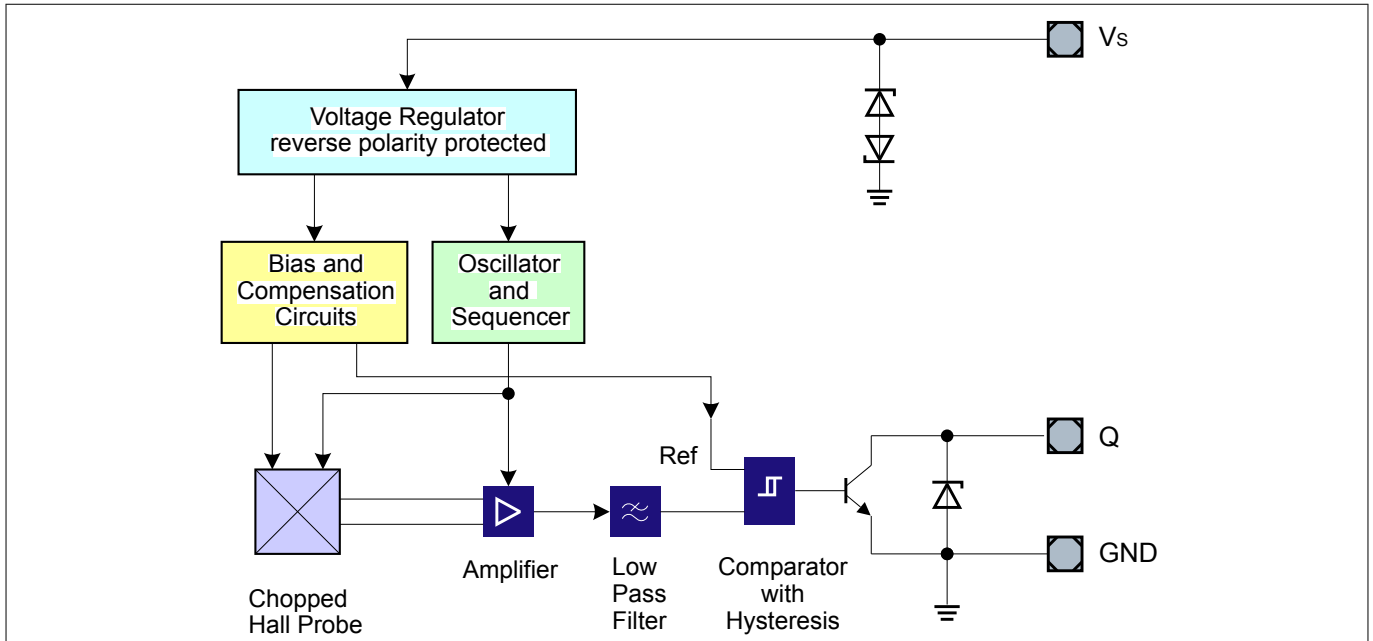 Vs
Voltage Regulator
reverse polarity protected
Bias and
Compensation
Circuits
Oscillator
and
Sequencer
Ref
Q
GND
Amplifier
Low
Pass
Filter
Comparator
with
Hysteresis
Chopped
Hall Probe